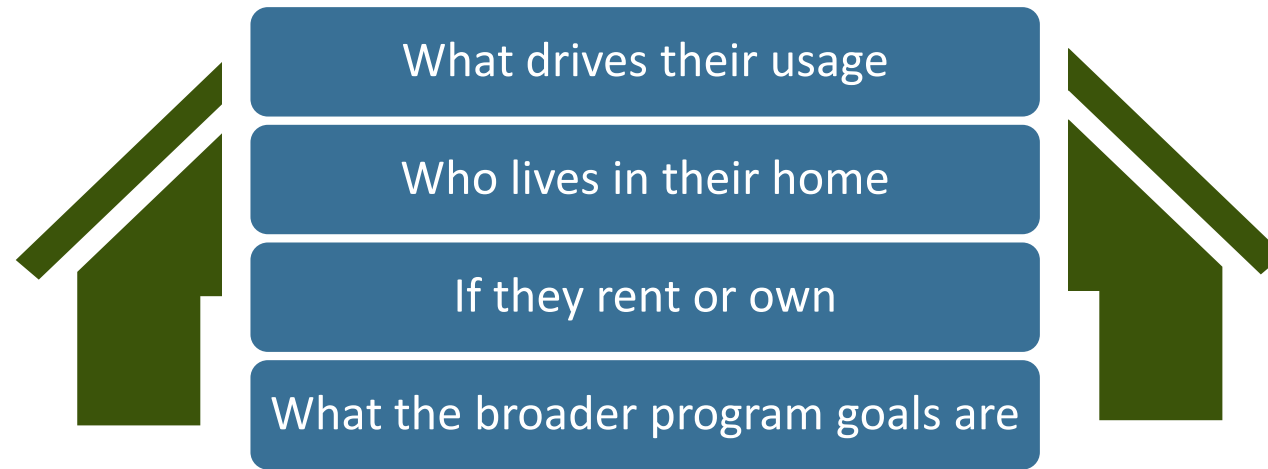 What drives their usage
Who lives in their home
If they rent or own
What the broader program goals are